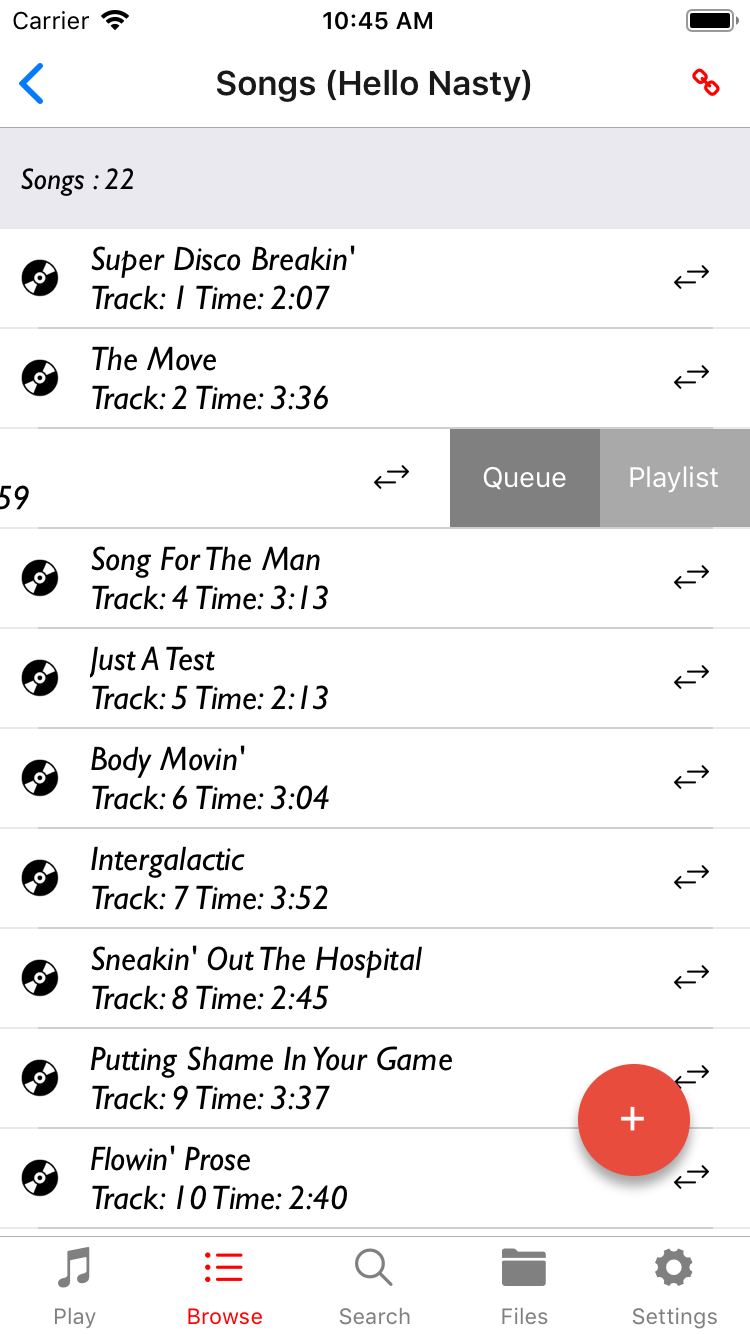 Carrier 10:45 AM
Songs (Hello Nasty)
Songs : 22
Super Disco Breakin'
Track: 1 Time: 2:07
The Move
Track: 2 Time: 3:36
59
Queue Playlist
Song For The Man
Track: 4 Time: 3:13
Just A Test
Track: 5 Time: 2:13
Body Movin'
Track: 6 Time: 3:04
Intergalactic
Track: 7 Time: 3:52
Sneakin' Out The Hospital
Track: 8 Time: 2:45
Putting Shame In Your Game
Track: 9 Time: 3:37
+
Flowin' Prose
Track: 10 Time: 2:40
Play Browse Search Files Settings